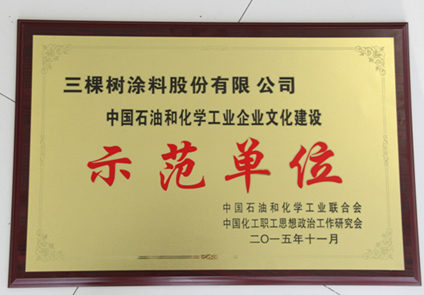 三棵树涂料股份有限公司
中国石油和化学工业企业文化建设
示范单位
中国石油和化学工业联合会
中国化工职工思想政治工作研究会
二〇一五年十一月